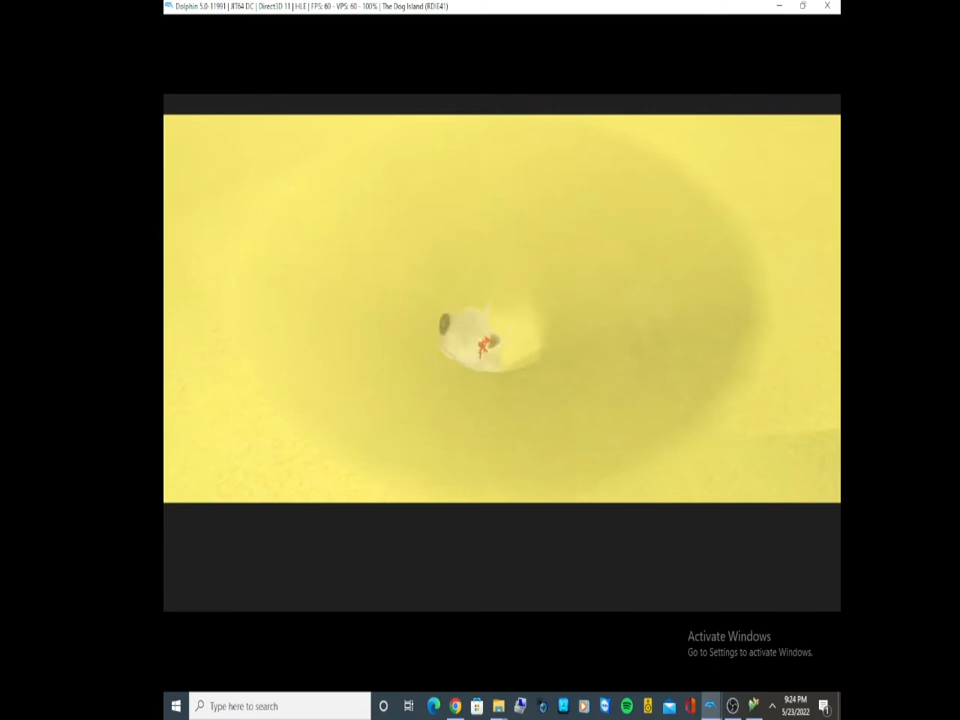 Dolphin 5.0-11991 | JIT64 DC | Direct3D 11 | HLE | FPS: 60 - VPS: 60 - 100% | The Dog Island (RDIE41)
Activate Windows
Go to Settings to activate Windows.
Type here to search
9:24 PM
5/23/2022
1